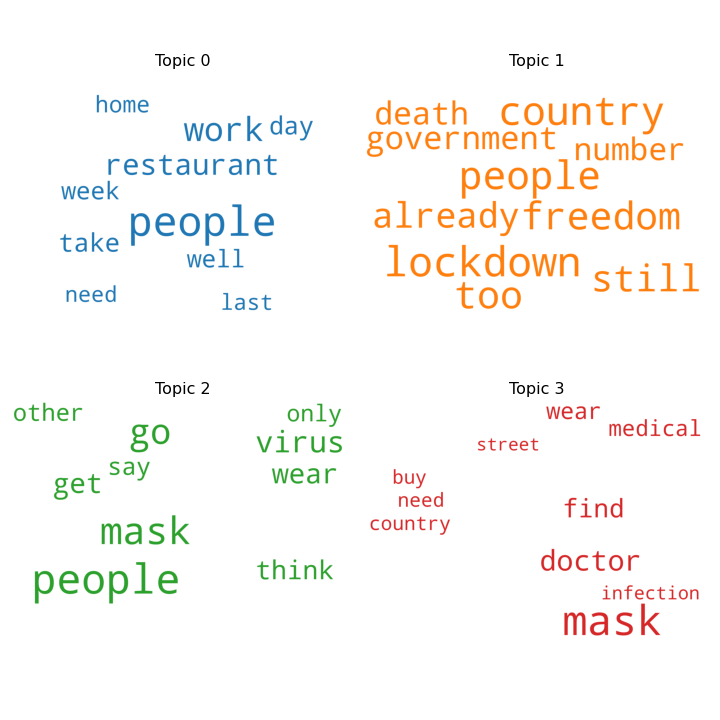 Topic 0
home
work day
restaurant
week
people
take
well
need
last
Topic 1
death country
government
number
people
already freedom
lockdown
still
too
Topic 2
other
only
go
virus
say
wear
get
mask
think
people
Topic 3
wear
medical
street
buy
need
find
country
doctor
infection
mask